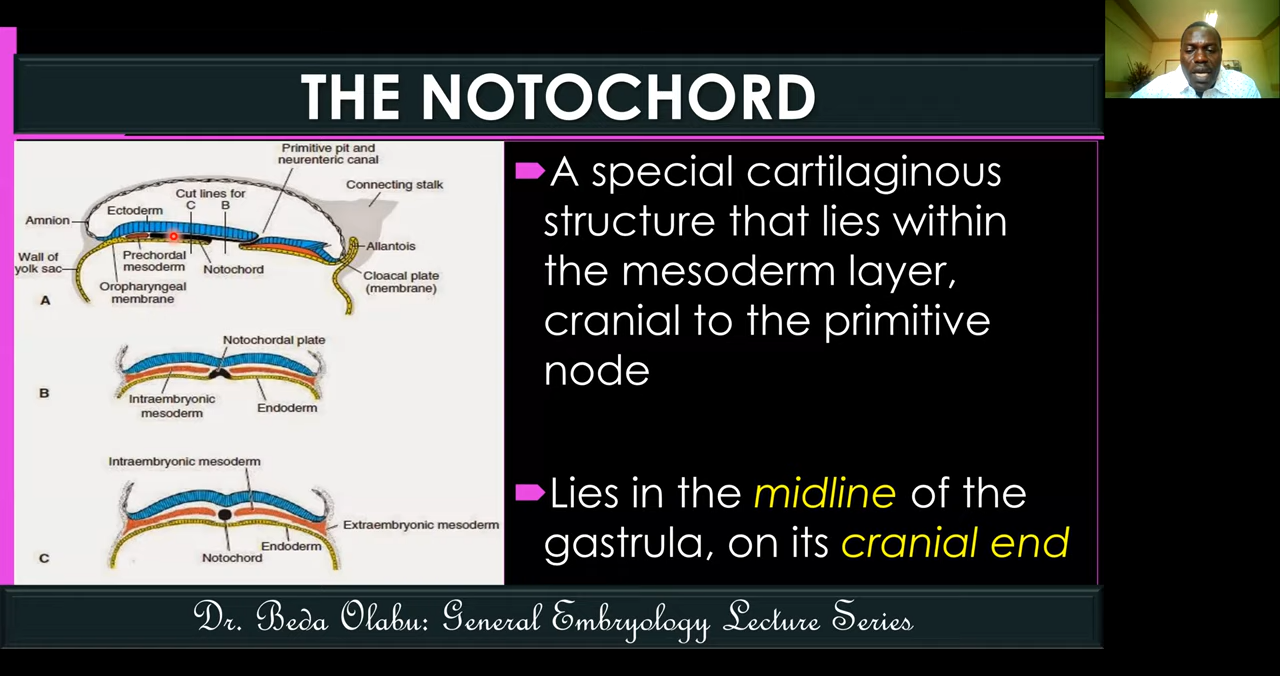 THE NOTOCHORD
Primitive pit and
neurenteric canal
Connecting stalk
Cut lines for
C B
Ectoderm
Amnion
Allantois
Wall of
yolk sac
Prechordal
mesoderm
Notochord
Cloacal plate
(membrane)
Oropharyngeal
membrane
A
Notochordal plate
B
Intraembryonic
mesoderm
Endoderm
Intraembryonic mesoderm
Extraembryonic mesoderm
Endoderm
Notochord
C
A special cartilaginous
structure that lies within
the mesoderm layer,
cranial to the primitive
node
Lies in the midline of the
gastrula, on its cranial end
Dr. Beda Olabu: General Embryology Lecture Series